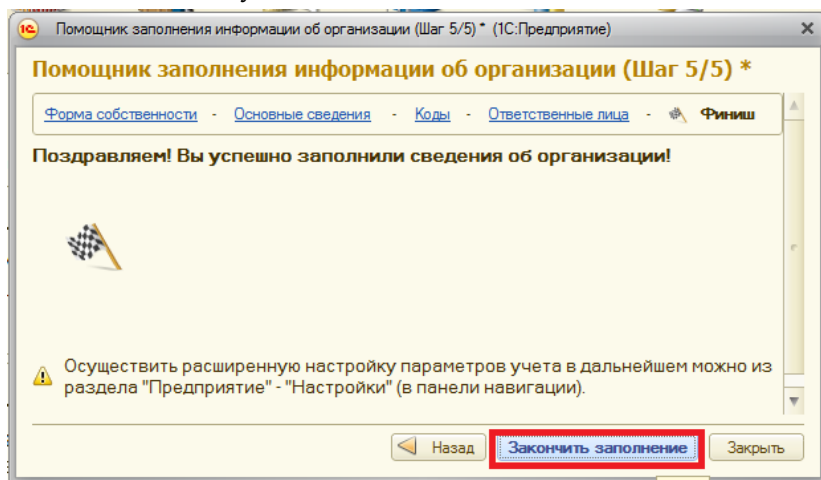 Помощник заполнения информации об организации (Шаг 5/5) * (1С:Предприятие)
Помощник заполнения информации об организации (Шаг 5/5) *
Форма собственности - Основные сведения - Коды - Ответственные лица - Финиш
Поздравляем! Вы успешно заполнили сведения об организации!
Осуществить расширенную настройку параметров учета в дальнейшем можно из
раздела "Предприятие" - "Настройки" (в панели навигации).
Назад Закончить заполнение Закрыть